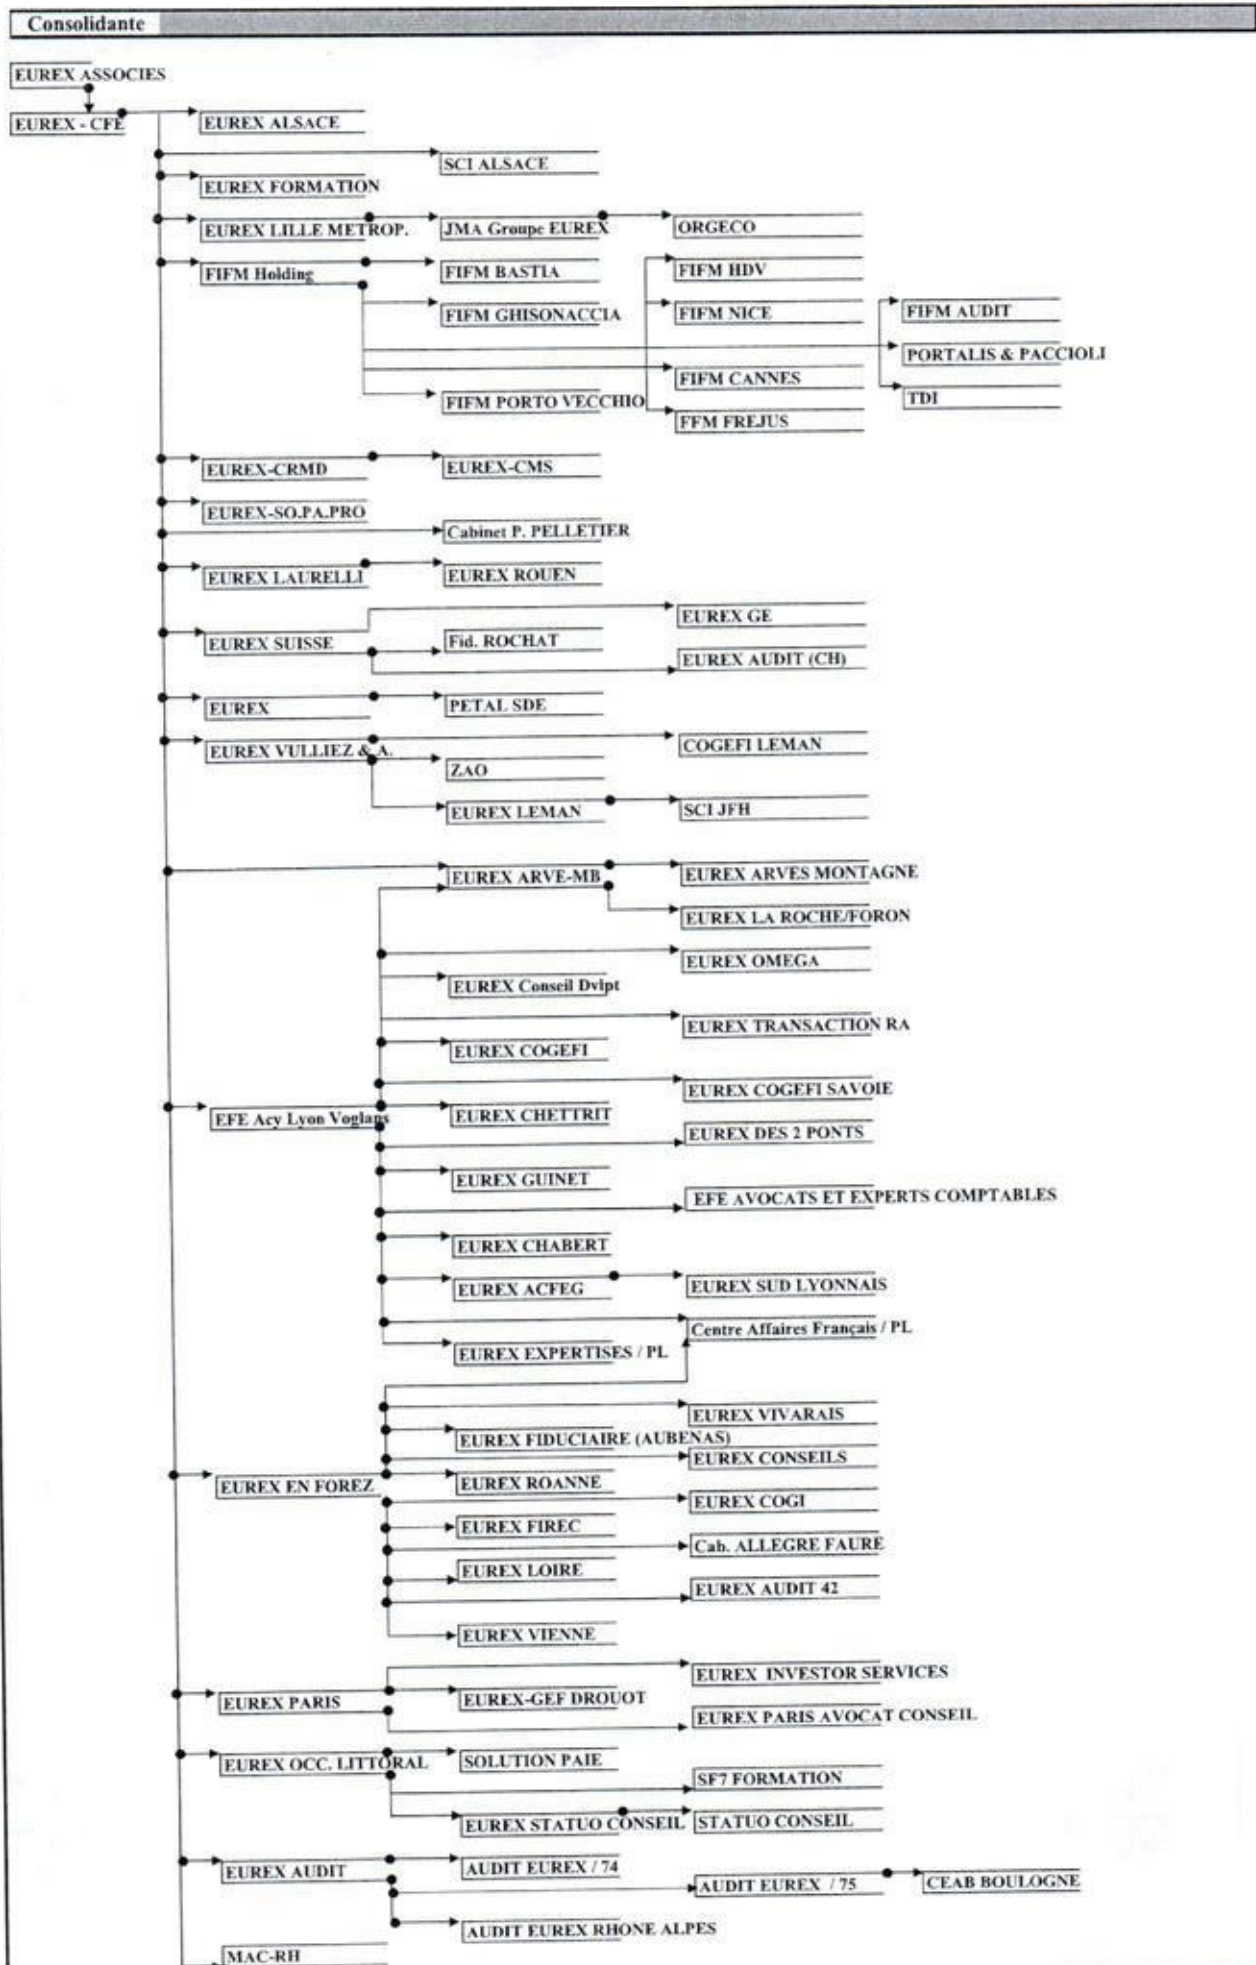 Consolidante
EUREX ASSOCIES
EUREX - CFE
EUREX ALSACE
SCI ALSACE
EUREX FORMATION
EUREX LILLE METROP.
JMA Groupe EUREX
ORGECO
FIFM Holding
FIFM BASTIA
FIFM HDV
FIFM GHISONACCIA
FIFM NICE
FIFM AUDIT
PORTALIS & PACCIOLI
FIFM CANNES
FIFM PORTO VECCHIO
TDI
FFM FREJUS
EUREX-CRMD
EUREX-CMS
EUREX-SO.PA.PRO
Cabinet P. PELLETIER
EUREX LAURELLI
EUREX ROUEN
EUREX GE
EUREX SUISSE
Fid. ROCHAT
EUREX AUDIT (CH)
EUREX
PETAL SDE
EUREX VULLIEZ & A.
COGEFI LEMAN
ZAO
EUREX LEMAN
SCI JFH
EUREX ARVE-MB
EUREX ARVES MONTAGNE
EUREX LA ROCHE/FORON
EUREX OMEGA
EUREX Conseil Dvlpt
EUREX TRANSACTION RA
EUREX COGEFI
EUREX COGEFI SAVOIE
EFE Acy Lyon Voglans
EUREX CHETTRIT
EUREX DES 2 PONTS
EUREX GUINET
EFE AVOCATS ET EXPERTS COMPTABLES
EUREX CHABERT
EUREX ACFEG
EUREX SUD LYONNAIS
Centre Affaires Français / PL
EUREX EXPERTISES / PL
EUREX VIVARAIS
EUREX FIDUCIAIRE (AUBENAS)
EUREX CONSEILS
EUREX EN FOREZ
EUREX ROANNE
EUREX COGI
EUREX FIREC
Cab. ALLEGRE FAURE
EUREX LOIRE
EUREX AUDIT 42
EUREX VIENNE
EUREX INVESTOR SERVICES
EUREX PARIS
EUREX-GEF DROUOT
EUREX PARIS AVOCAT CONSEIL
EUREX OCC. LITTORAL
SOLUTION PAIE
SF7 FORMATION
EUREX STATUO CONSEIL
STATUO CONSEIL
EUREX AUDIT
AUDIT EUREX / 74
AUDIT EUREX / 75
CEAB BOULOGNE
AUDIT EUREX RHONE ALPES
MAC-RH